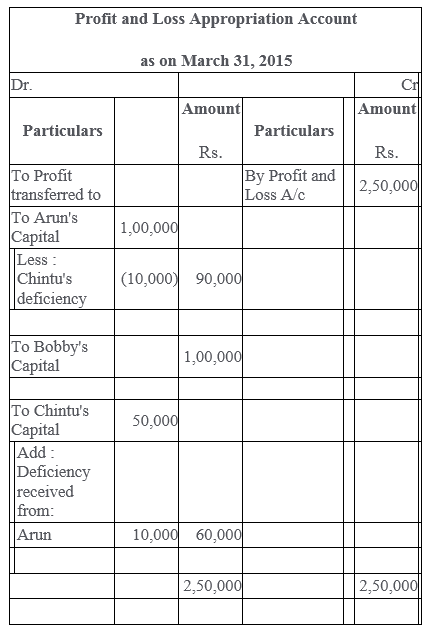 Profit and Loss Appropriation Account
as on March 31, 2015
Dr. Cr
Particulars Amount Rs. Particulars Amount Rs.
To Profit transferred to By Profit and Loss A/c 2,50,000
To Arun's Capital 1,00,000
Less : Chintu's deficiency (10,000) 90,000
To Bobby's Capital 1,00,000
To Chintu's Capital 50,000
Add : Deficiency received from:
Arun 10,000 60,000
2,50,000 2,50,000